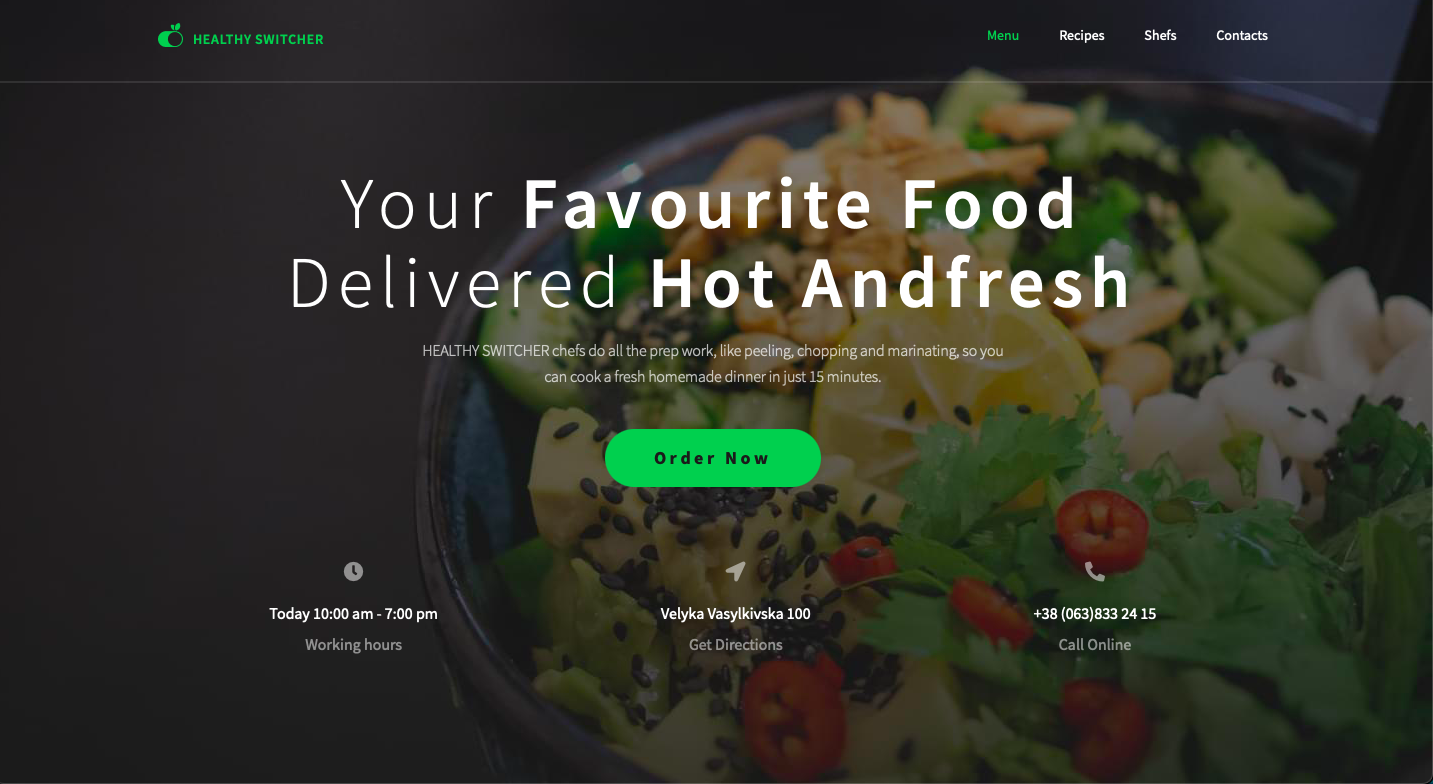 HEALTHY SWITCHER
Menu Recipes Shefs Contacts
Your Favourite Food
Delivered Hot Andfresh
HEALTHY SWITCHER chefs do all the prep work, like peeling, chopping and marinating, so you
can cook a fresh homemade dinner in just 15 minutes.
Order Now
Today 10:00 am - 7:00 pm
Working hours
Velyka Vasylkivska 100
Get Directions
+38 (063)833 24 15
Call Online